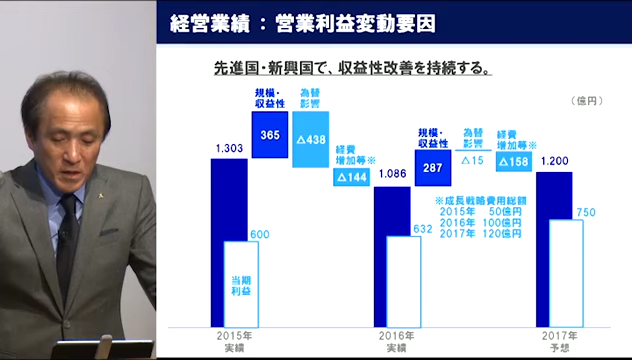 経営業績 : 営業利益変動要因
先進国・新興国で、収益性改善を持続する。
（億円）
規模・
収益性
為替
影響
365
△438
経費
増加等※
△144
1.303
600
当期
利益
規模・
収益性
為替
影響
経費
増加等※
287
△15
△158
1.086
632
1.200
750
※成長戦略費用総額
2015年 50億円
2016年 100億円
2017年 120億円
2015年
実績
2016年
実績
2017年
予想